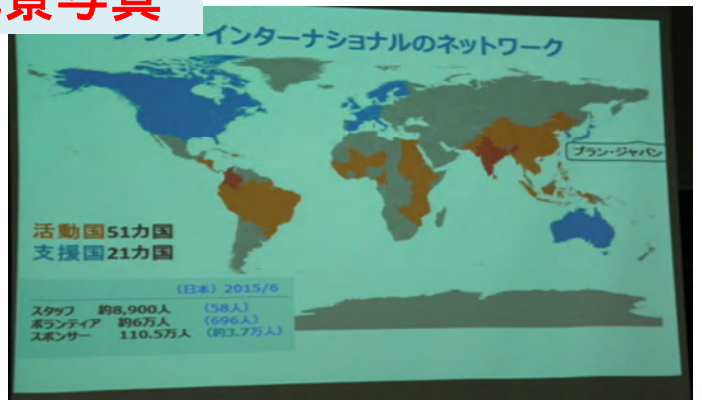 景写真
プラン・インターナショナルのネットワーク
プラン・ジャパン
活動国51カ国
支援国21カ国
(日本) 2015/6
スタッフ 約8,900人 (58人)
ボランティア 約6万人 (696人)
スポンサー 110.5万人 (約3.7万人)